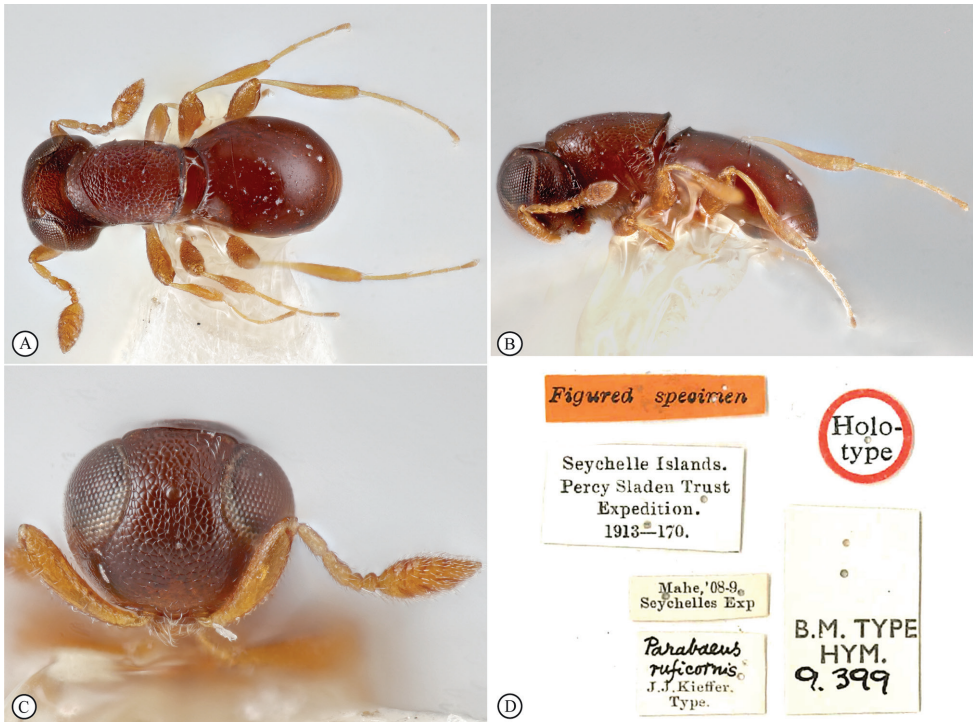 A
B
C
Figured specimen
Holo-
type
Seychelle Islands.
Percy Sladen Trust
Expedition.
1913—170.
Mahe,'08-9.
Seychelles Exp
Parabaeus
ruficornis.
J.J.Kieffer.
Type.
B.M. TYPE
HYM.
9.399
D